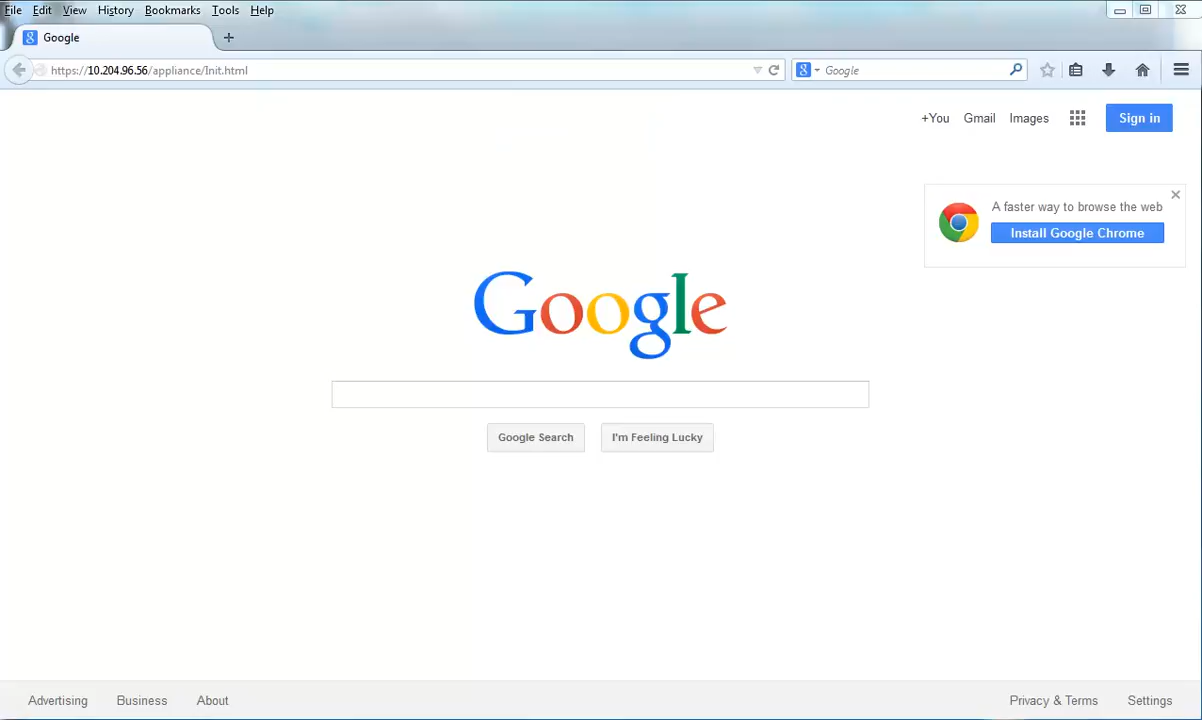 File Edit View History Bookmarks Tools Help
Google
https://10.204.96.56/appliance/Init.html
Google
+You Gmail Images Sign in
A faster way to browse the web
Install Google Chrome
Google
Google Search I'm Feeling Lucky
Advertising Business About Privacy & Terms Settings